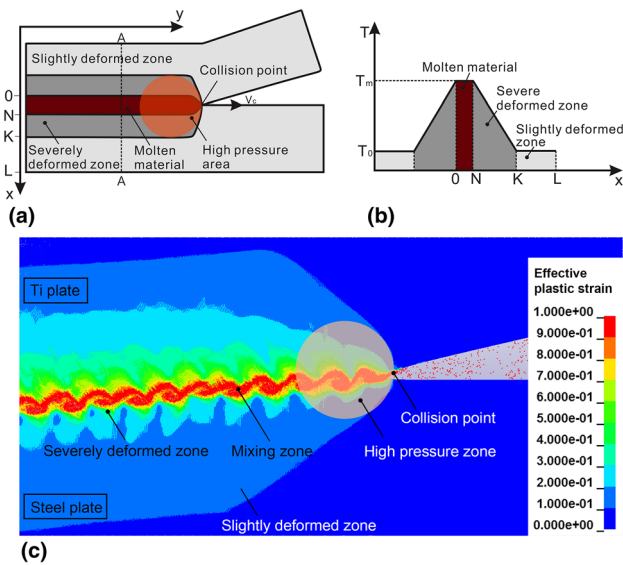 y
A
Slightly deformed zone
Collision point
0
N
K
L
x
Vc
Severely
deformed zone
Molten
material
High pressure
area
A
(a)
T
Molten material
Tm
Severe
deformed zone
Slightly deformed
zone
T0
0 N K L x
(b)
Ti plate
Effective
plastic strain
1.000e+00
9.000e-01
8.000e-01
7.000e-01
6.000e-01
5.000e-01
4.000e-01
3.000e-01
2.000e-01
1.000e-01
0.000e+00
Collision point
Severely deformed zone
Mixing zone
High pressure zone
Steel plate
Slightly deformed zone
(c)